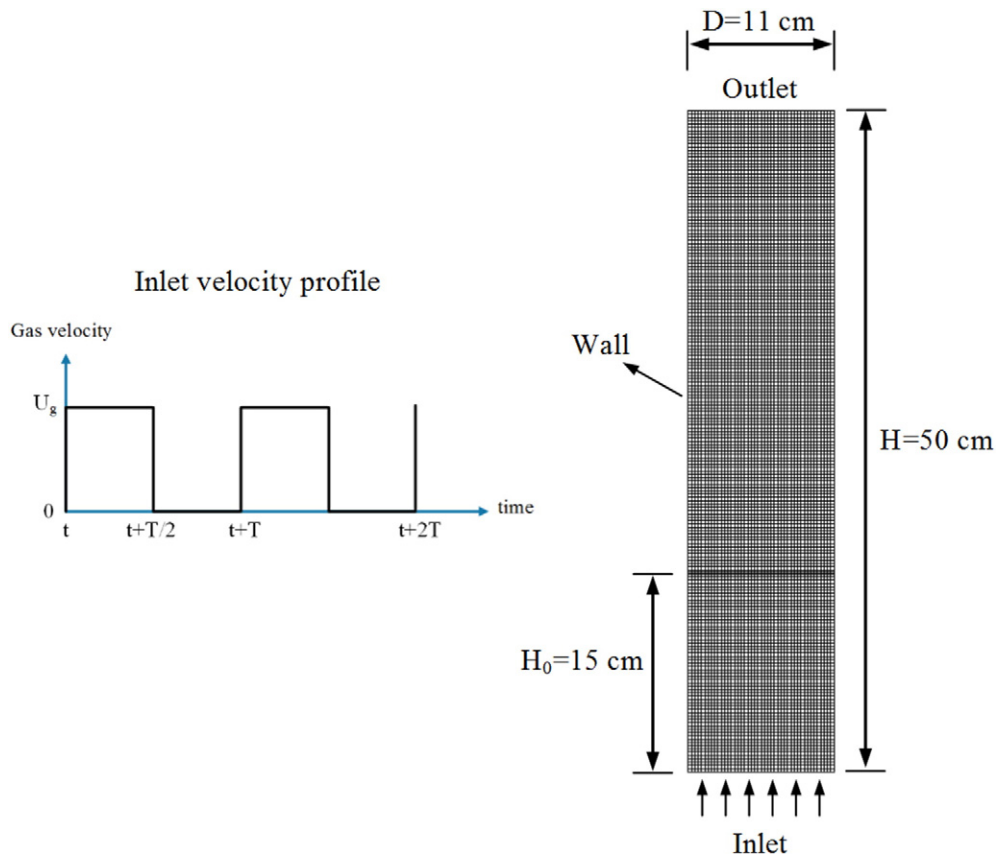 D=11 cm
Outlet
Inlet velocity profile
Gas velocity
Ug
0
t
t+T/2
t+T
t+2T
time
Wall
H=50 cm
H₀=15 cm
Inlet